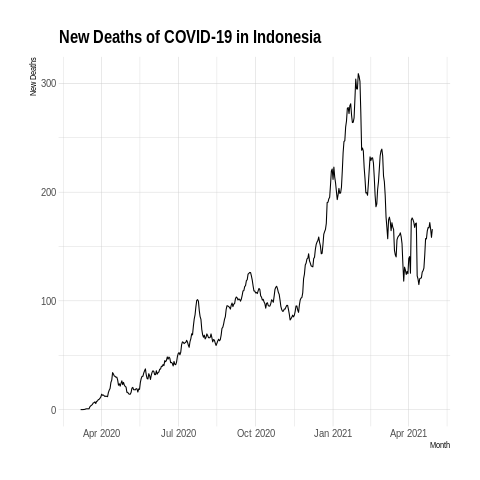 New Deaths of COVID-19 in Indonesia
New Deaths
300
200
100
0
Apr 2020 Jul 2020 Oct 2020 Jan 2021 Apr 2021
Month